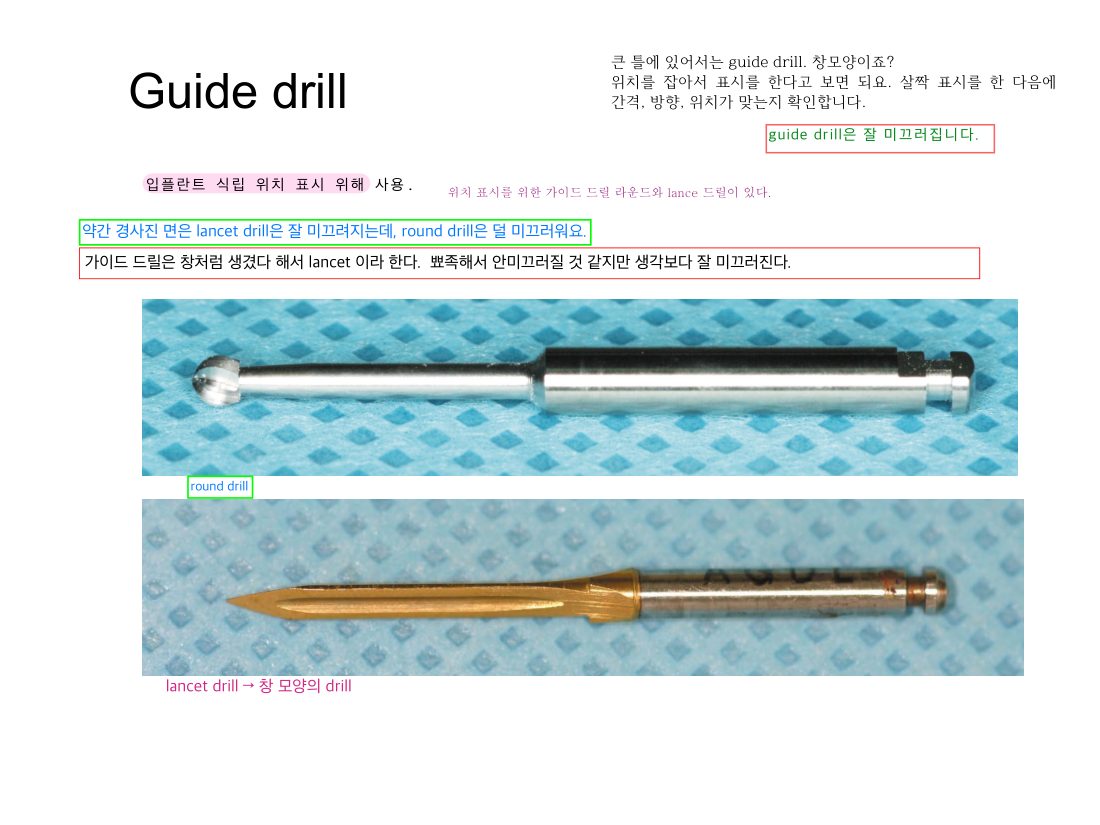 Guide drill
큰 틀에 있어서는 guide drill. 창모양이죠?
위치를 잡아서 표시를 한다고 보면 되요. 살짝 표시를 한 다음에
간격, 방향, 위치가 맞는지 확인합니다.
guide drill은 잘 미끄러집니다.
입플란트 식립 위치 표시 위해 사용.
위치 표시를 위한 가이드 드릴 라운드와 lance 드릴이 있다.
약간 경사진 면은 lancet drill은 잘 미끄려지는데, round drill은 덜 미끄러워요.
가이드 드릴은 창처럼 생겼다 해서 lancet 이라 한다. 뾰족해서 안미끄러질 것 같지만 생각보다 잘 미끄러진다.
round drill
lancet drill → 창 모양의 drill